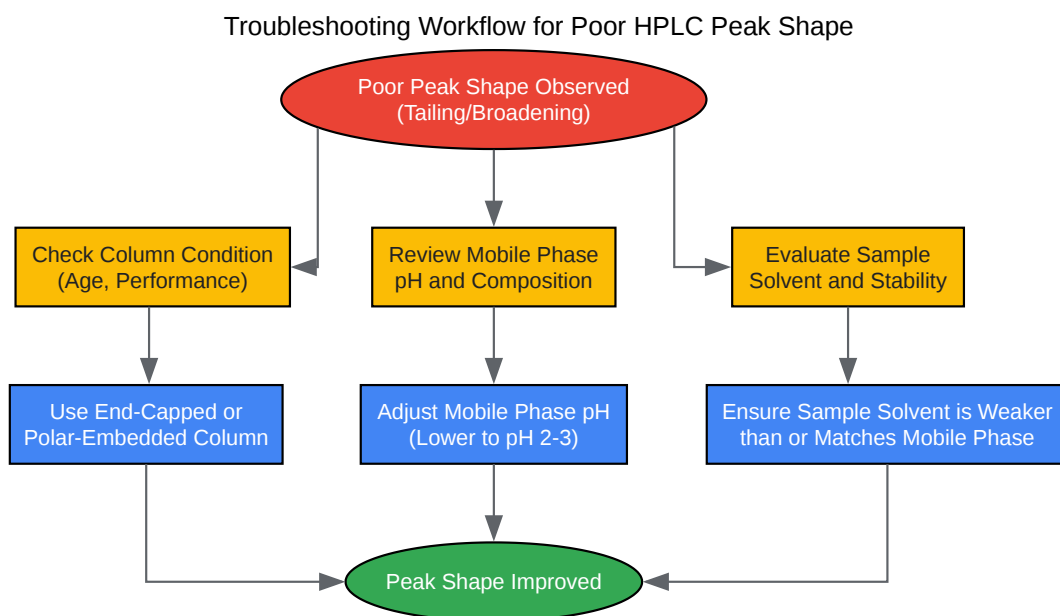 Troubleshooting Workflow for Poor HPLC Peak Shape
Poor Peak Shape Observed
(Tailing/Broadening)
Check Column Condition
(Age, Performance)
Review Mobile Phase
pH and Composition
Evaluate Sample
Solvent and Stability
Use End-Capped or
Polar-Embedded Column
Adjust Mobile Phase pH
(Lower to pH 2-3)
Ensure Sample Solvent is Weaker
than or Matches Mobile Phase
Peak Shape Improved